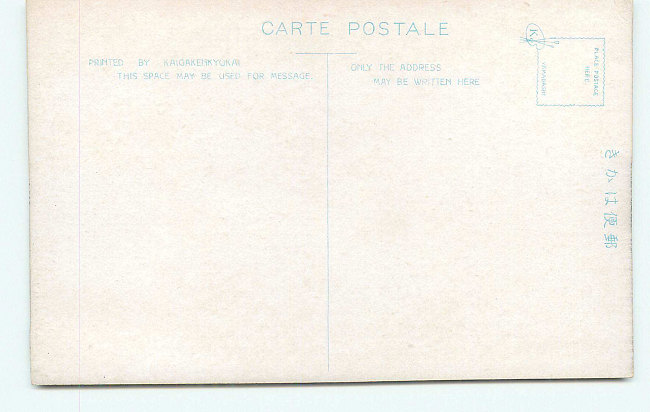 CARTE POSTALE
PRINTED BY KAIGAKENKYUKAI
THIS SPACE MAY BE USED FOR MESSAGE.
ONLY THE ADDRESS
MAY BE WRITTEN HERE
K
PLACE POSTAGE
HERE
きかは便郵